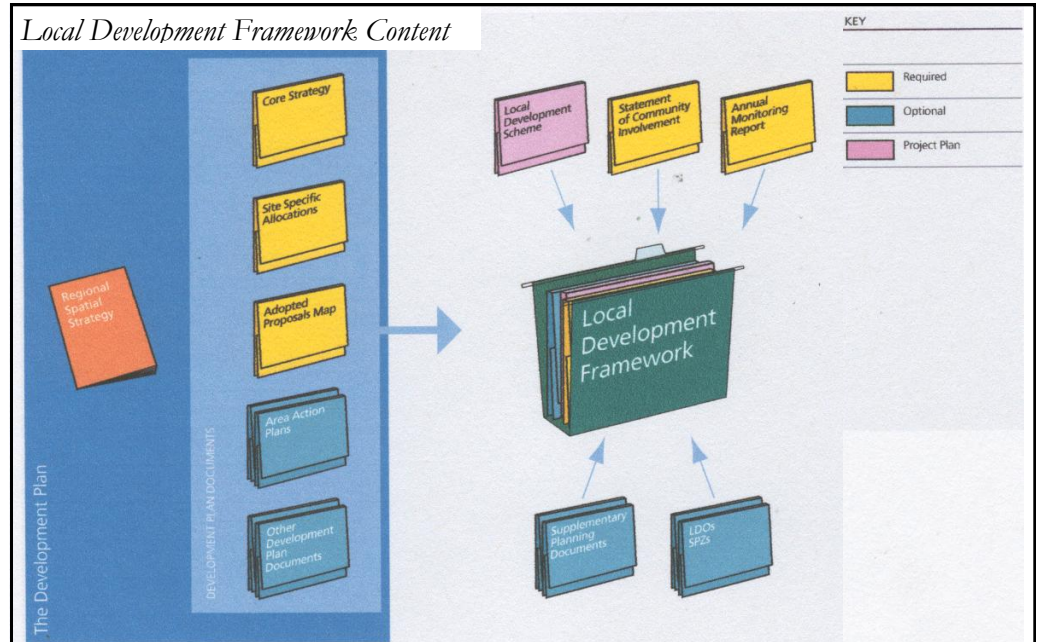 Local Development Framework Content
The Development Plan
Regional
Spatial
Strategy
DEVELOPMENT PLAN DOCUMENTS
Core Strategy
Site Specific
Allocations
Adopted
Proposals Map
Area Action
Plans
Other
Development
Plan
Documents
Local
Development
Scheme
Statement
of Community
Involvement
Annual
Monitoring
Report
Local
Development
Framework
Supplementary
Planning
Documents
LDOs
SPZs
KEY
Required
Optional
Project Plan